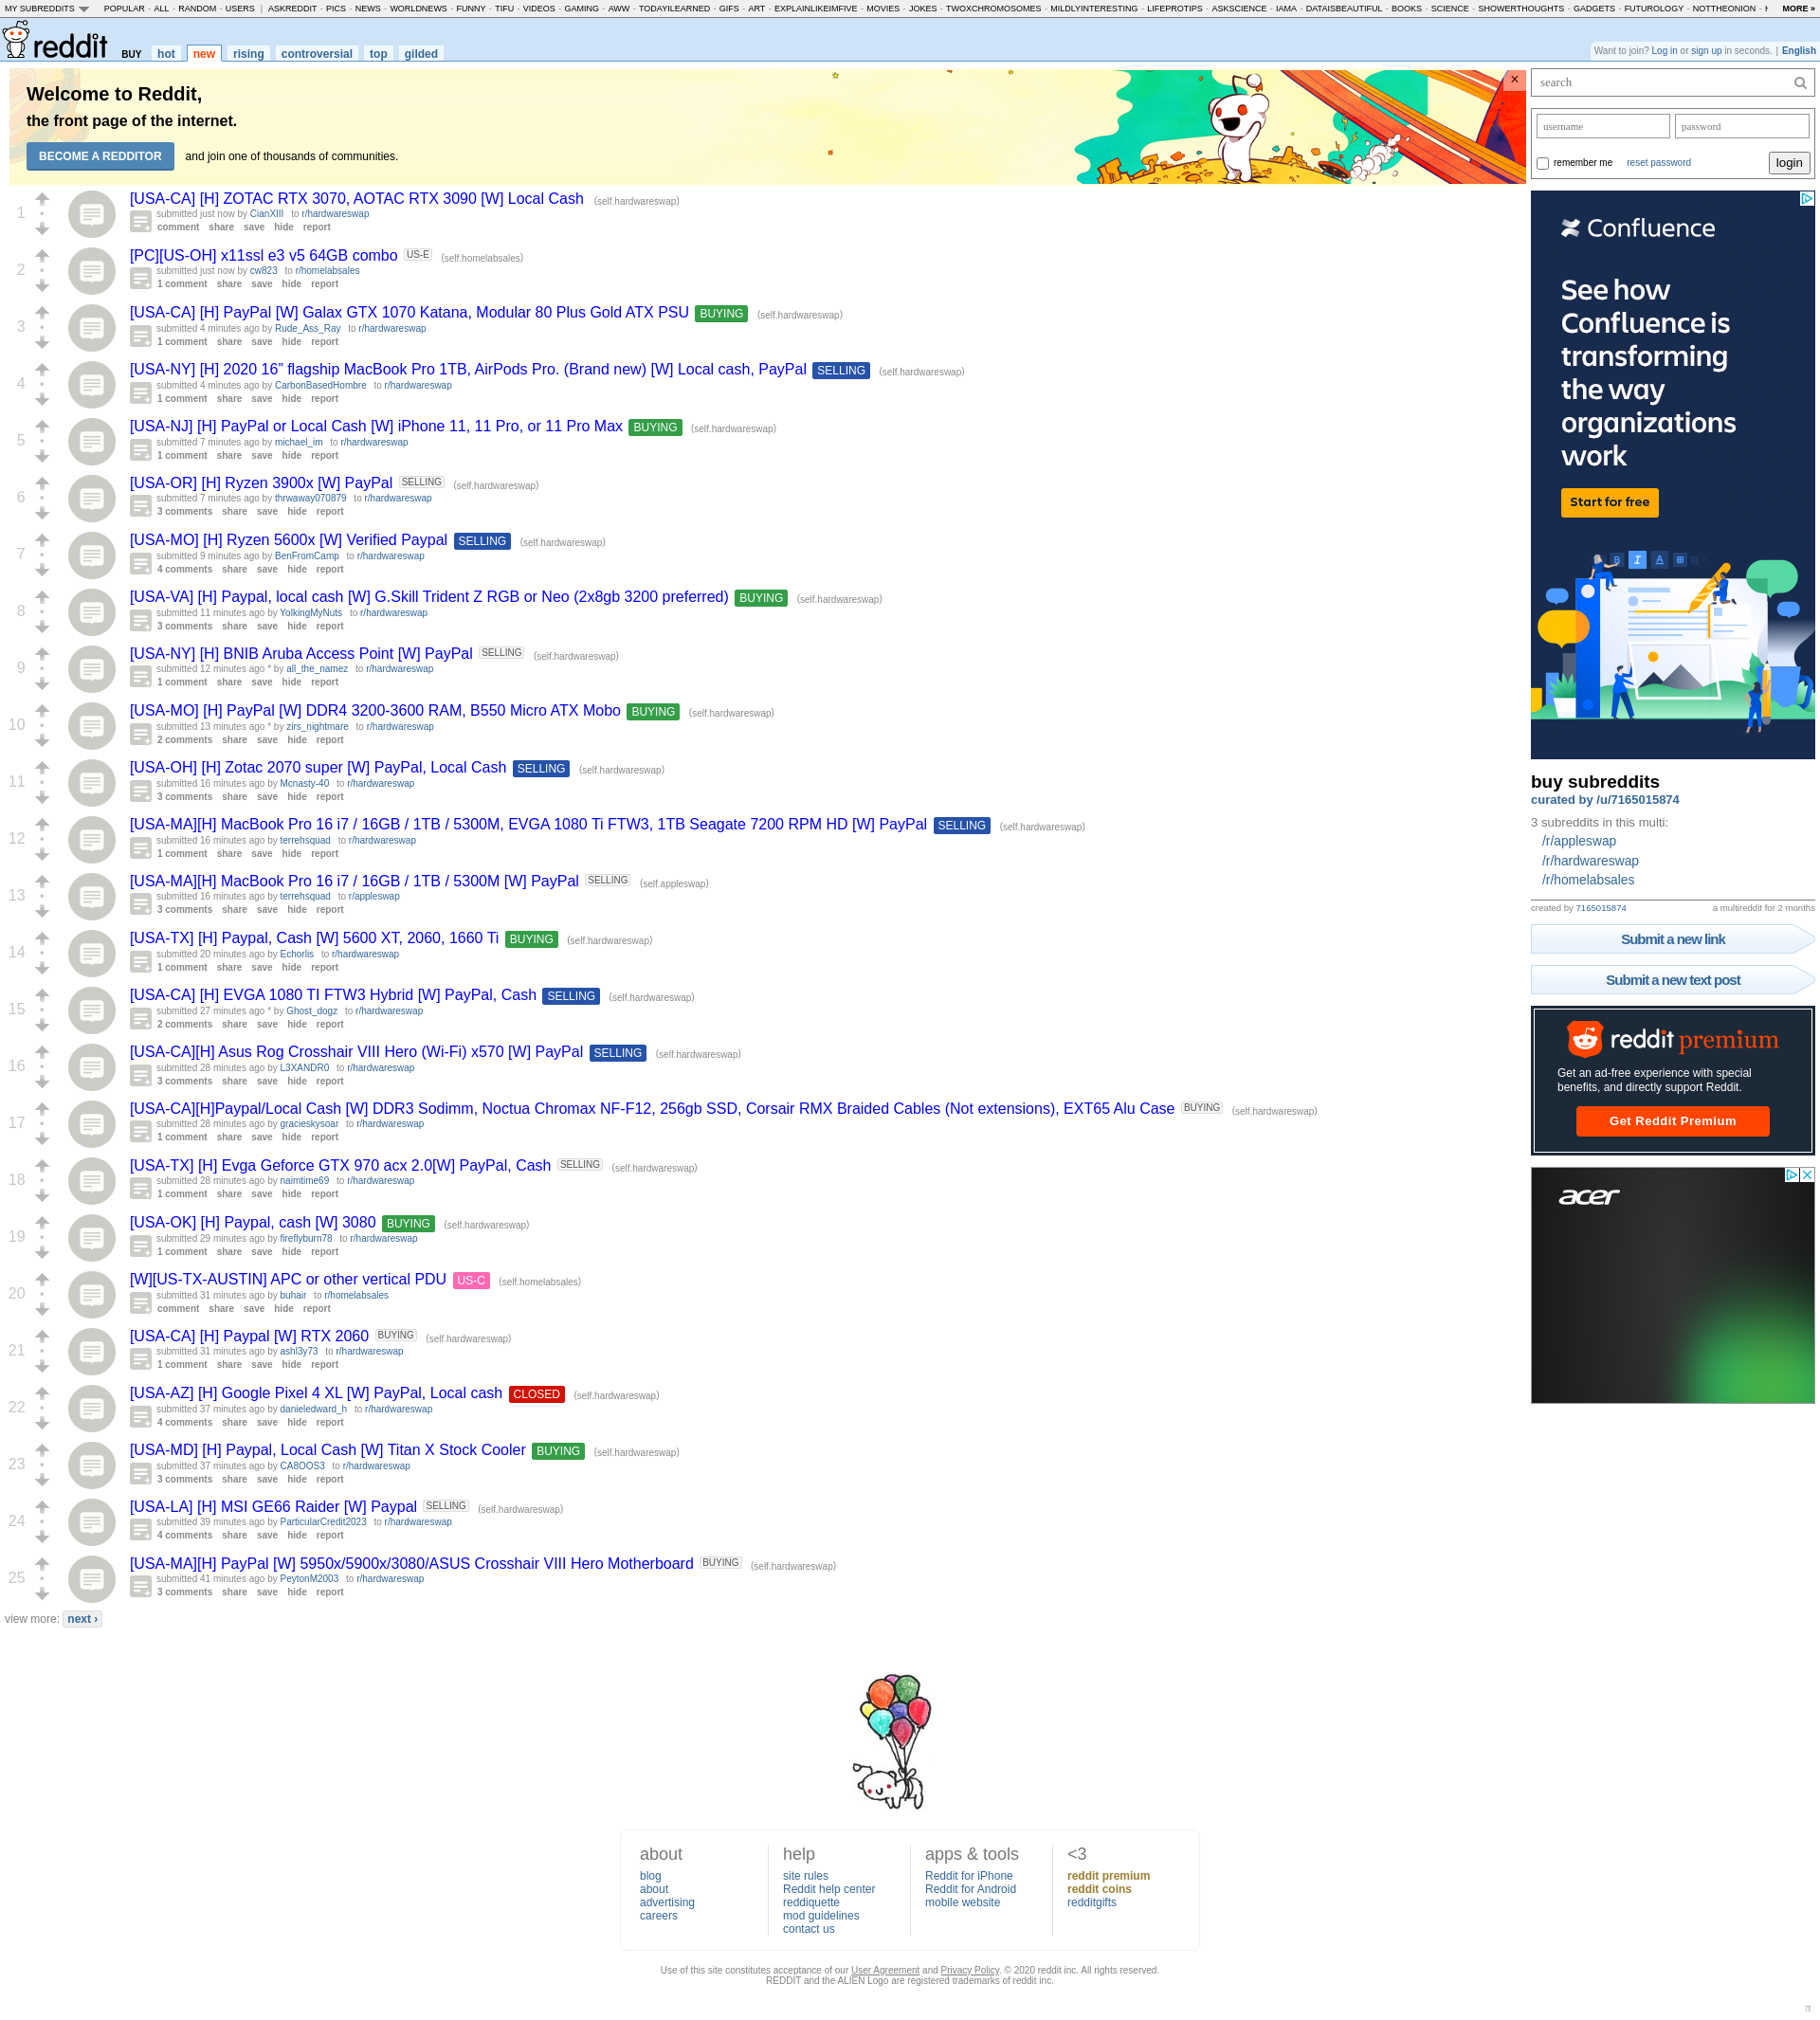 MY SUBREDDITS POPULAR - ALL - RANDOM - USERS | ASKREDDIT - PICS - NEWS - WORLDNEWS - FUNNY - TIFU - VIDEOS - GAMING - AWW - TODAYILEARNED - GIFS - ART - EXPLAINLIKEIMFIVE - MOVIES - JOKES - TWOXCHROMOSOMES - MILDLYINTERESTING - LIFEPROTIPS - ASKSCIENCE - IAMA - DATAISBEAUTIFUL - BOOKS - SCIENCE - SHOWERTHOUGHTS - GADGETS - FUTUROLOGY - NOTTHEONION - MORE »
reddit BUY hot new rising controversial top gilded
Want to join? Log in or sign up in seconds. | English
Welcome to Reddit,
the front page of the internet.
BECOME A REDDITOR and join one of thousands of communities.
×
1
[USA-CA] [H] ZOTAC RTX 3070, AOTAC RTX 3090 [W] Local Cash (self.hardwareswap)
submitted just now by CianXIII to r/hardwareswap
comment share save hide report
2
[PC][US-OH] x11ssl e3 v5 64GB combo US-E (self.homelabsales)
submitted just now by cw823 to r/homelabsales
1 comment share save hide report
3
[USA-CA] [H] PayPal [W] Galax GTX 1070 Katana, Modular 80 Plus Gold ATX PSU BUYING (self.hardwareswap)
submitted 4 minutes ago by Rude_Ass_Ray to r/hardwareswap
1 comment share save hide report
4
[USA-NY] [H] 2020 16” flagship MacBook Pro 1TB, AirPods Pro. (Brand new) [W] Local cash, PayPal SELLING (self.hardwareswap)
submitted 4 minutes ago by CarbonBasedHombre to r/hardwareswap
1 comment share save hide report
5
[USA-NJ] [H] PayPal or Local Cash [W] iPhone 11, 11 Pro, or 11 Pro Max BUYING (self.hardwareswap)
submitted 7 minutes ago by michael_im to r/hardwareswap
1 comment share save hide report
6
[USA-OR] [H] Ryzen 3900x [W] PayPal SELLING (self.hardwareswap)
submitted 7 minutes ago by thrwaway070879 to r/hardwareswap
3 comments share save hide report
7
[USA-MO] [H] Ryzen 5600x [W] Verified Paypal SELLING (self.hardwareswap)
submitted 9 minutes ago by BenFromCamp to r/hardwareswap
4 comments share save hide report
8
[USA-VA] [H] Paypal, local cash [W] G.Skill Trident Z RGB or Neo (2x8gb 3200 preferred) BUYING (self.hardwareswap)
submitted 11 minutes ago by YolkingMyNuts to r/hardwareswap
3 comments share save hide report
9
[USA-NY] [H] BNIB Aruba Access Point [W] PayPal SELLING (self.hardwareswap)
submitted 12 minutes ago * by all_the_namez to r/hardwareswap
1 comment share save hide report
10
[USA-MO] [H] PayPal [W] DDR4 3200-3600 RAM, B550 Micro ATX Mobo BUYING (self.hardwareswap)
submitted 13 minutes ago * by zirs_nightmare to r/hardwareswap
2 comments share save hide report
11
[USA-OH] [H] Zotac 2070 super [W] PayPal, Local Cash SELLING (self.hardwareswap)
submitted 16 minutes ago by Mcnasty-40 to r/hardwareswap
3 comments share save hide report
12
[USA-MA][H] MacBook Pro 16 i7 / 16GB / 1TB / 5300M, EVGA 1080 Ti FTW3, 1TB Seagate 7200 RPM HD [W] PayPal SELLING (self.hardwareswap)
submitted 16 minutes ago by terrehsquad to r/hardwareswap
1 comment share save hide report
13
[USA-MA][H] MacBook Pro 16 i7 / 16GB / 1TB / 5300M [W] PayPal SELLING (self.appleswap)
submitted 16 minutes ago by terrehsquad to r/appleswap
3 comments share save hide report
14
[USA-TX] [H] Paypal, Cash [W] 5600 XT, 2060, 1660 Ti BUYING (self.hardwareswap)
submitted 20 minutes ago by Echorlis to r/hardwareswap
1 comment share save hide report
15
[USA-CA] [H] EVGA 1080 TI FTW3 Hybrid [W] PayPal, Cash SELLING (self.hardwareswap)
submitted 27 minutes ago * by Ghost_dogz to r/hardwareswap
2 comments share save hide report
16
[USA-CA][H] Asus Rog Crosshair VIII Hero (Wi-Fi) x570 [W] PayPal SELLING (self.hardwareswap)
submitted 28 minutes ago by L3XANDR0 to r/hardwareswap
3 comments share save hide report
17
[USA-CA][H]Paypal/Local Cash [W] DDR3 Sodimm, Noctua Chromax NF-F12, 256gb SSD, Corsair RMX Braided Cables (Not extensions), EXT65 Alu Case BUYING (self.hardwareswap)
submitted 28 minutes ago by gracieskysoar to r/hardwareswap
1 comment share save hide report
18
[USA-TX] [H] Evga Geforce GTX 970 acx 2.0[W] PayPal, Cash SELLING (self.hardwareswap)
submitted 28 minutes ago by naimtime69 to r/hardwareswap
1 comment share save hide report
19
[USA-OK] [H] Paypal, cash [W] 3080 BUYING (self.hardwareswap)
submitted 29 minutes ago by fireflyburn78 to r/hardwareswap
1 comment share save hide report
20
[W][US-TX-AUSTIN] APC or other vertical PDU US-C (self.homelabsales)
submitted 31 minutes ago by buhair to r/homelabsales
comment share save hide report
21
[USA-CA] [H] Paypal [W] RTX 2060 BUYING (self.hardwareswap)
submitted 31 minutes ago by ashl3y73 to r/hardwareswap
1 comment share save hide report
22
[USA-AZ] [H] Google Pixel 4 XL [W] PayPal, Local cash CLOSED (self.hardwareswap)
submitted 37 minutes ago by danieledward_h to r/hardwareswap
4 comments share save hide report
23
[USA-MD] [H] Paypal, Local Cash [W] Titan X Stock Cooler BUYING (self.hardwareswap)
submitted 37 minutes ago by CA8OOS3 to r/hardwareswap
3 comments share save hide report
24
[USA-LA] [H] MSI GE66 Raider [W] Paypal SELLING (self.hardwareswap)
submitted 39 minutes ago by ParticularCredit2023 to r/hardwareswap
4 comments share save hide report
25
[USA-MA][H] PayPal [W] 5950x/5900x/3080/ASUS Crosshair VIII Hero Motherboard BUYING (self.hardwareswap)
submitted 41 minutes ago by PeytonM2003 to r/hardwareswap
3 comments share save hide report
view more: next ›
search
username password
remember me reset password login
Confluence
See how
Confluence is
transforming
the way
organizations
work
Start for free
B I A
buy subreddits
curated by /u/7165015874
3 subreddits in this multi:
/r/appleswap
/r/hardwareswap
/r/homelabsales
created by 7165015874 a multireddit for 2 months
Submit a new link
Submit a new text post
reddit premium
Get an ad-free experience with special
benefits, and directly support Reddit.
Get Reddit Premium
acer
about
blog
about
advertising
careers
help
site rules
Reddit help center
reddiquette
mod guidelines
contact us
apps & tools
Reddit for iPhone
Reddit for Android
mobile website
<3
reddit premium
reddit coins
redditgifts
Use of this site constitutes acceptance of our User Agreement and Privacy Policy. © 2020 reddit inc. All rights reserved.
REDDIT and the ALIEN Logo are registered trademarks of reddit inc.
π